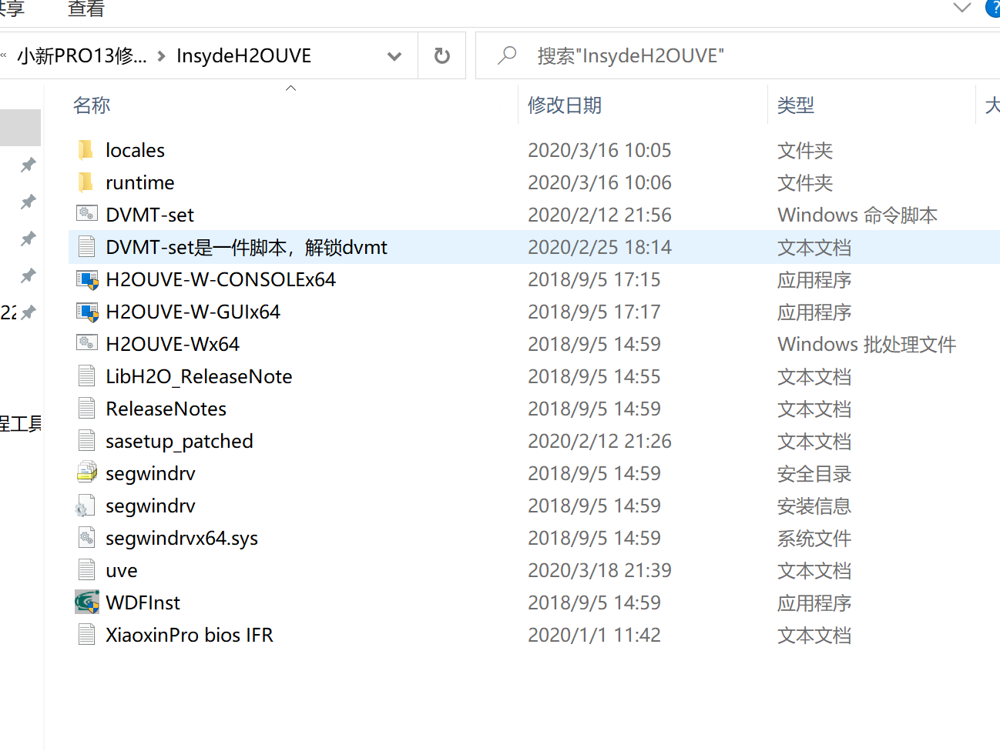 共享 查看
« 小新PRO13修... › InsydeH2OUVE 搜索"InsydeH2OUVE"
名称 修改日期 类型 大
locales 2020/3/16 10:05 文件夹
runtime 2020/3/16 10:06 文件夹
DVMT-set 2020/2/12 21:56 Windows 命令脚本
DVMT-set是一件脚本，解锁dvmt 2020/2/25 18:14 文本文档
H2OUVE-W-CONSOLEx64 2018/9/5 17:15 应用程序
22 H2OUVE-W-GUIx64 2018/9/5 17:17 应用程序
H2OUVE-Wx64 2018/9/5 14:59 Windows 批处理文件
LibH2O_ReleaseNote 2018/9/5 14:55 文本文档
程工具 ReleaseNotes 2018/9/5 14:59 文本文档
sasetup_patched 2020/2/12 21:26 文本文档
segwindrv 2018/9/5 14:59 安全目录
segwindrv 2018/9/5 14:59 安装信息
segwindrvx64.sys 2018/9/5 14:59 系统文件
uve 2020/3/18 21:39 文本文档
WDFInst 2018/9/5 14:59 应用程序
XiaoxinPro bios IFR 2020/1/1 11:42 文本文档